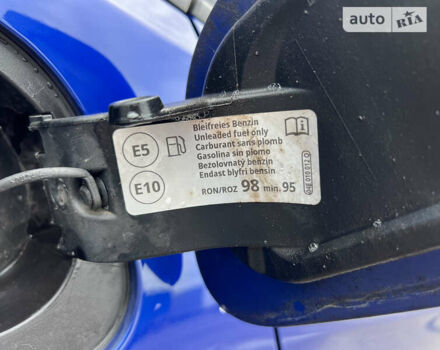 auto RIA
Bleifreies Benzin
Unleaded fuel only
Carburant sans plomb
Gasolina sin plomo
Bezolovnatý benzin
Endast blyfri bensin
E5
E10
RON/ROZ 98 min. 95